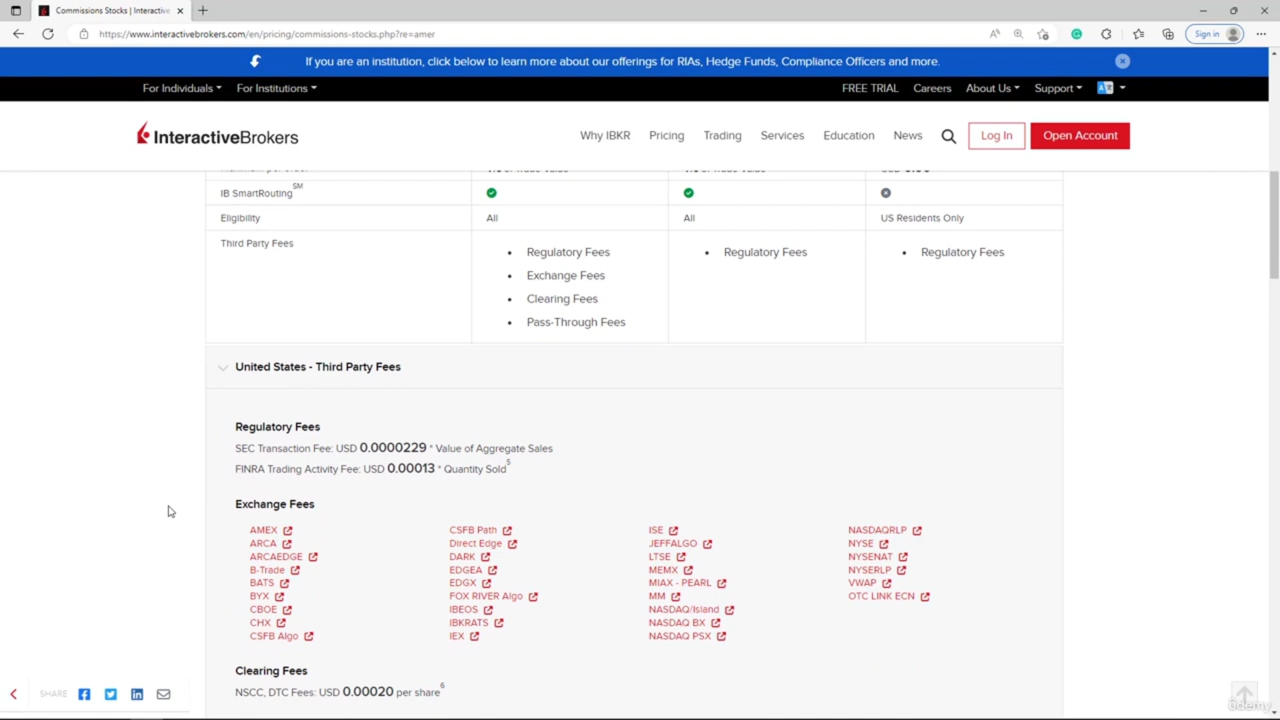 Commissions Stocks | Interactive
https://www.interactivebrokers.com/en/pricing/commissions-stocks.php?re=amer
Sign in
If you are an institution, click below to learn more about our offerings for RIAs, Hedge Funds, Compliance Officers and more.
For Individuals For Institutions FREE TRIAL Careers About Us Support
InteractiveBrokers Why IBKR Pricing Trading Services Education News Log In Open Account
IB SmartRouting SM
Eligibility All All US Residents Only
Third Party Fees
• Regulatory Fees • Regulatory Fees • Regulatory Fees
• Exchange Fees
• Clearing Fees
• Pass-Through Fees
United States - Third Party Fees
Regulatory Fees
SEC Transaction Fee: USD 0.0000229 * Value of Aggregate Sales
FINRA Trading Activity Fee: USD 0.00013 * Quantity Sold 5
Exchange Fees
AMEX CSFB Path ISE NASDAQRLP
ARCA Direct Edge JEFFALGO NYSE
ARCAEDGE DARK LTSE NYSENAT
B-Trade EDGEA MEMX NYSERLP
BATS EDGX MIAX - PEARL VWAP
BYX FOX RIVER Algo MM OTC LINK ECN
CBOE IBEOS NASDAQ/Island
CHX IBKRATS NASDAQ BX
CSFB Algo IEX NASDAQ PSX
Clearing Fees
NSCC, DTC Fees: USD 0.00020 per share 6
SHARE
ûdemy